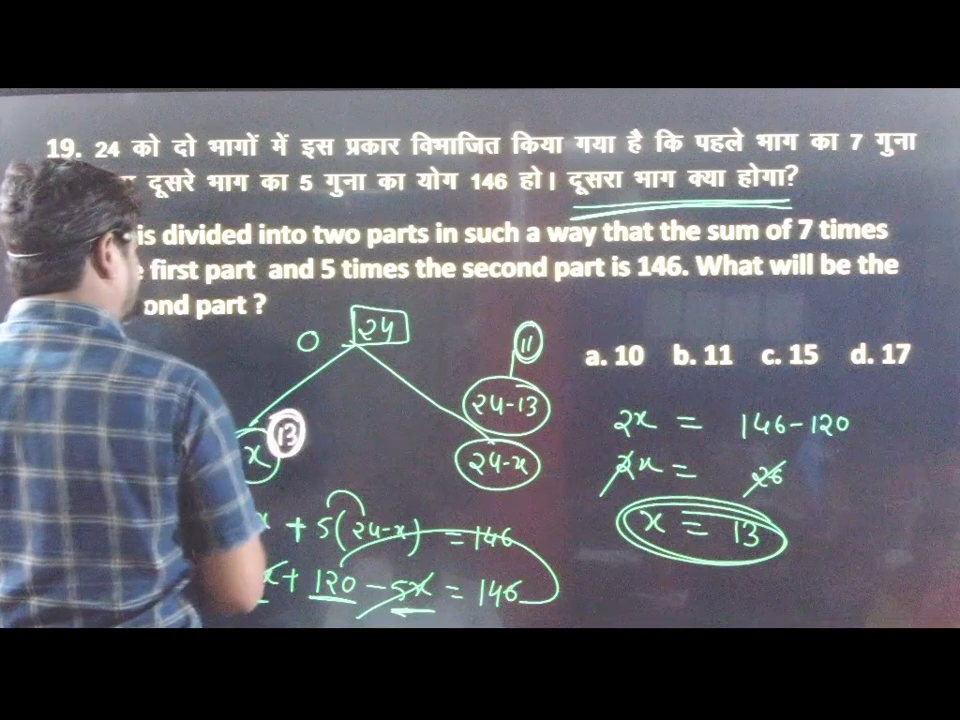 19. 24 को दो भागों में इस प्रकार विभाजित किया गया है कि पहले भाग का 7 गुना
दूसरे भाग का 5 गुना का योग 146 हो। दूसरा भाग क्या होगा?
is divided into two parts in such a way that the sum of 7 times
first part and 5 times the second part is 146. What will be the
ond part ?
a. 10 b. 11 c. 15 d. 17
24
11
24-13
13
x
24-x
x + 5(24-x) = 146
x + 120 - 5x = 146
2x = 146-120
2x = 26
x = 13